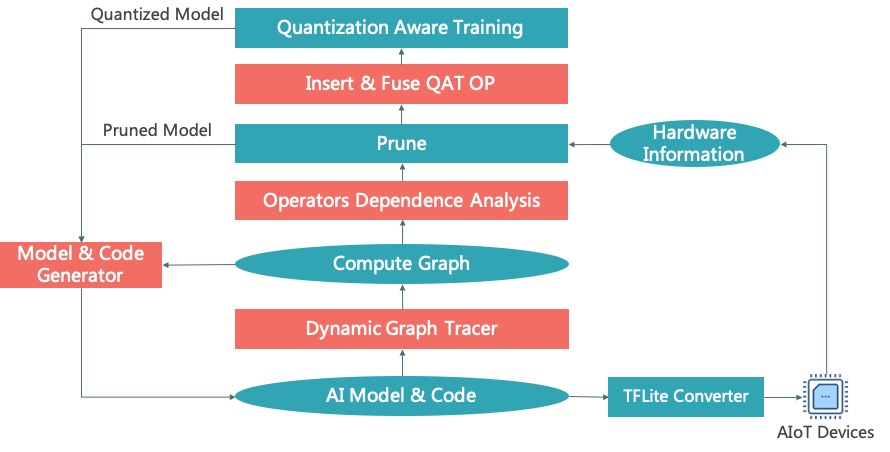 Quantized Model
Quantization Aware Training
Insert & Fuse QAT OP
Pruned Model
Prune
Hardware
Information
Operators Dependence Analysis
Model & Code
Generator
Compute Graph
Dynamic Graph Tracer
AI Model & Code
TFLite Converter
AIoT Devices